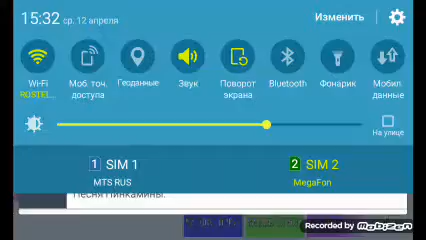 15:32 ср. 12 апреля
Изменить
Wi-Fi
ROSTEL...
Моб. точ.
доступа
Геоданные
Звук
Поворот
экрана
Bluetooth
Фонарик
Мобил.
данные
На улице
1 SIM 1
MTS RUS
2 SIM 2
MegaFon
Песня Пинкамины.
Recorded by Mobizen